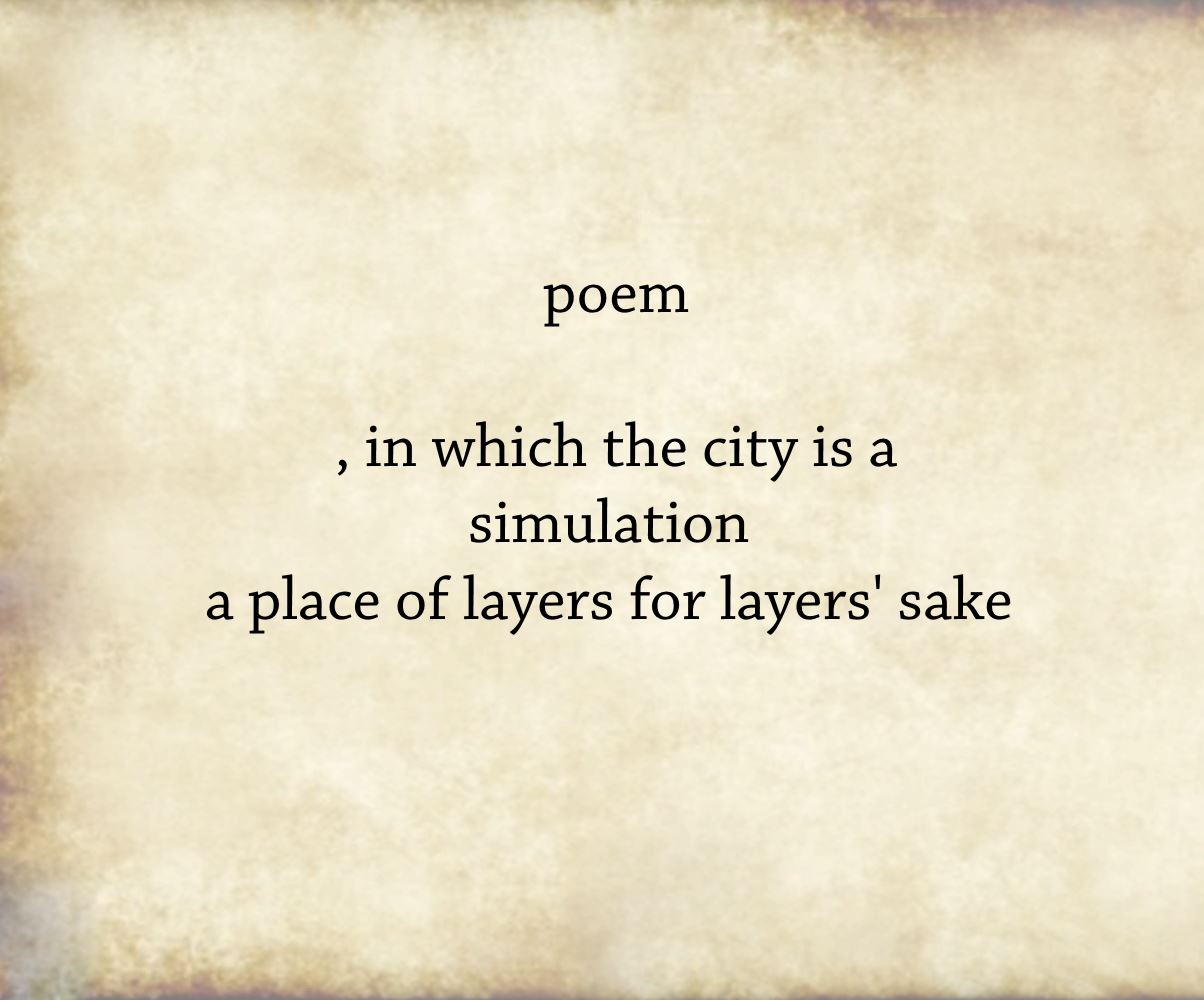 poem
, in which the city is a
simulation
a place of layers for layers' sake